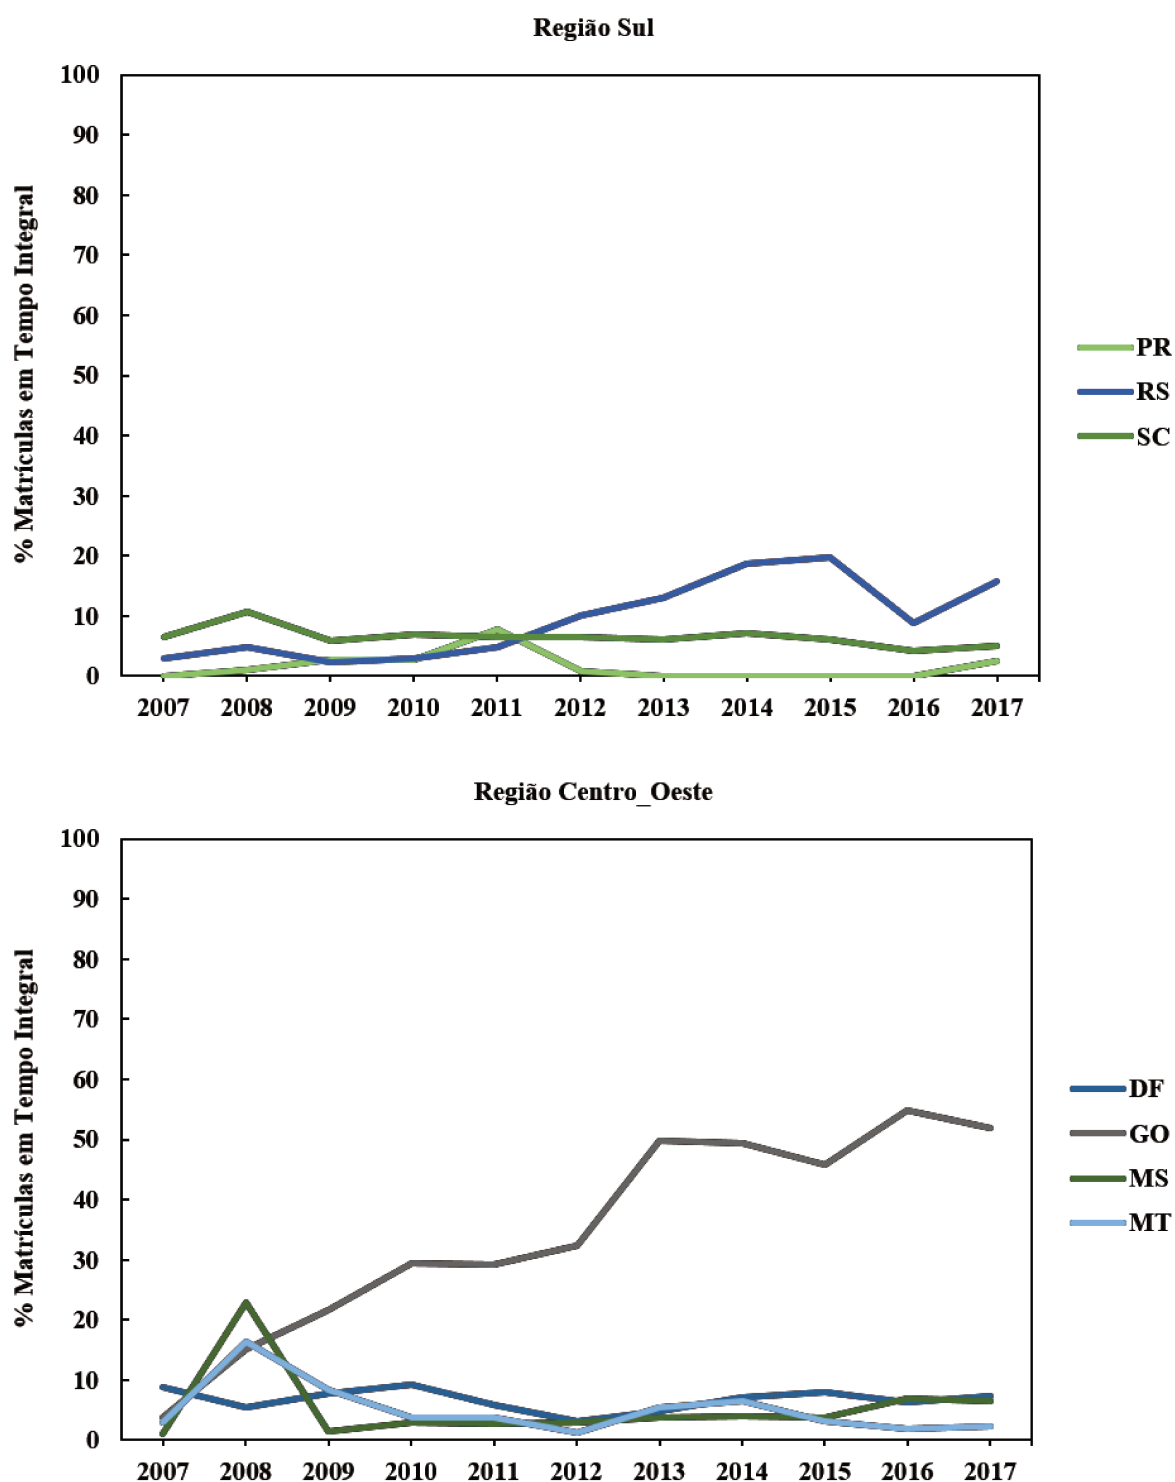 Região Sul
% Matrículas em Tempo Integral
100
90
80
70
60
50
40
30
20
10
0
2007 2008 2009 2010 2011 2012 2013 2014 2015 2016 2017
PR
RS
SC
Região Centro_Oeste
% Matrículas em Tempo Integral
100
90
80
70
60
50
40
30
20
10
0
2007 2008 2009 2010 2011 2012 2013 2014 2015 2016 2017
DF
GO
MS
MT